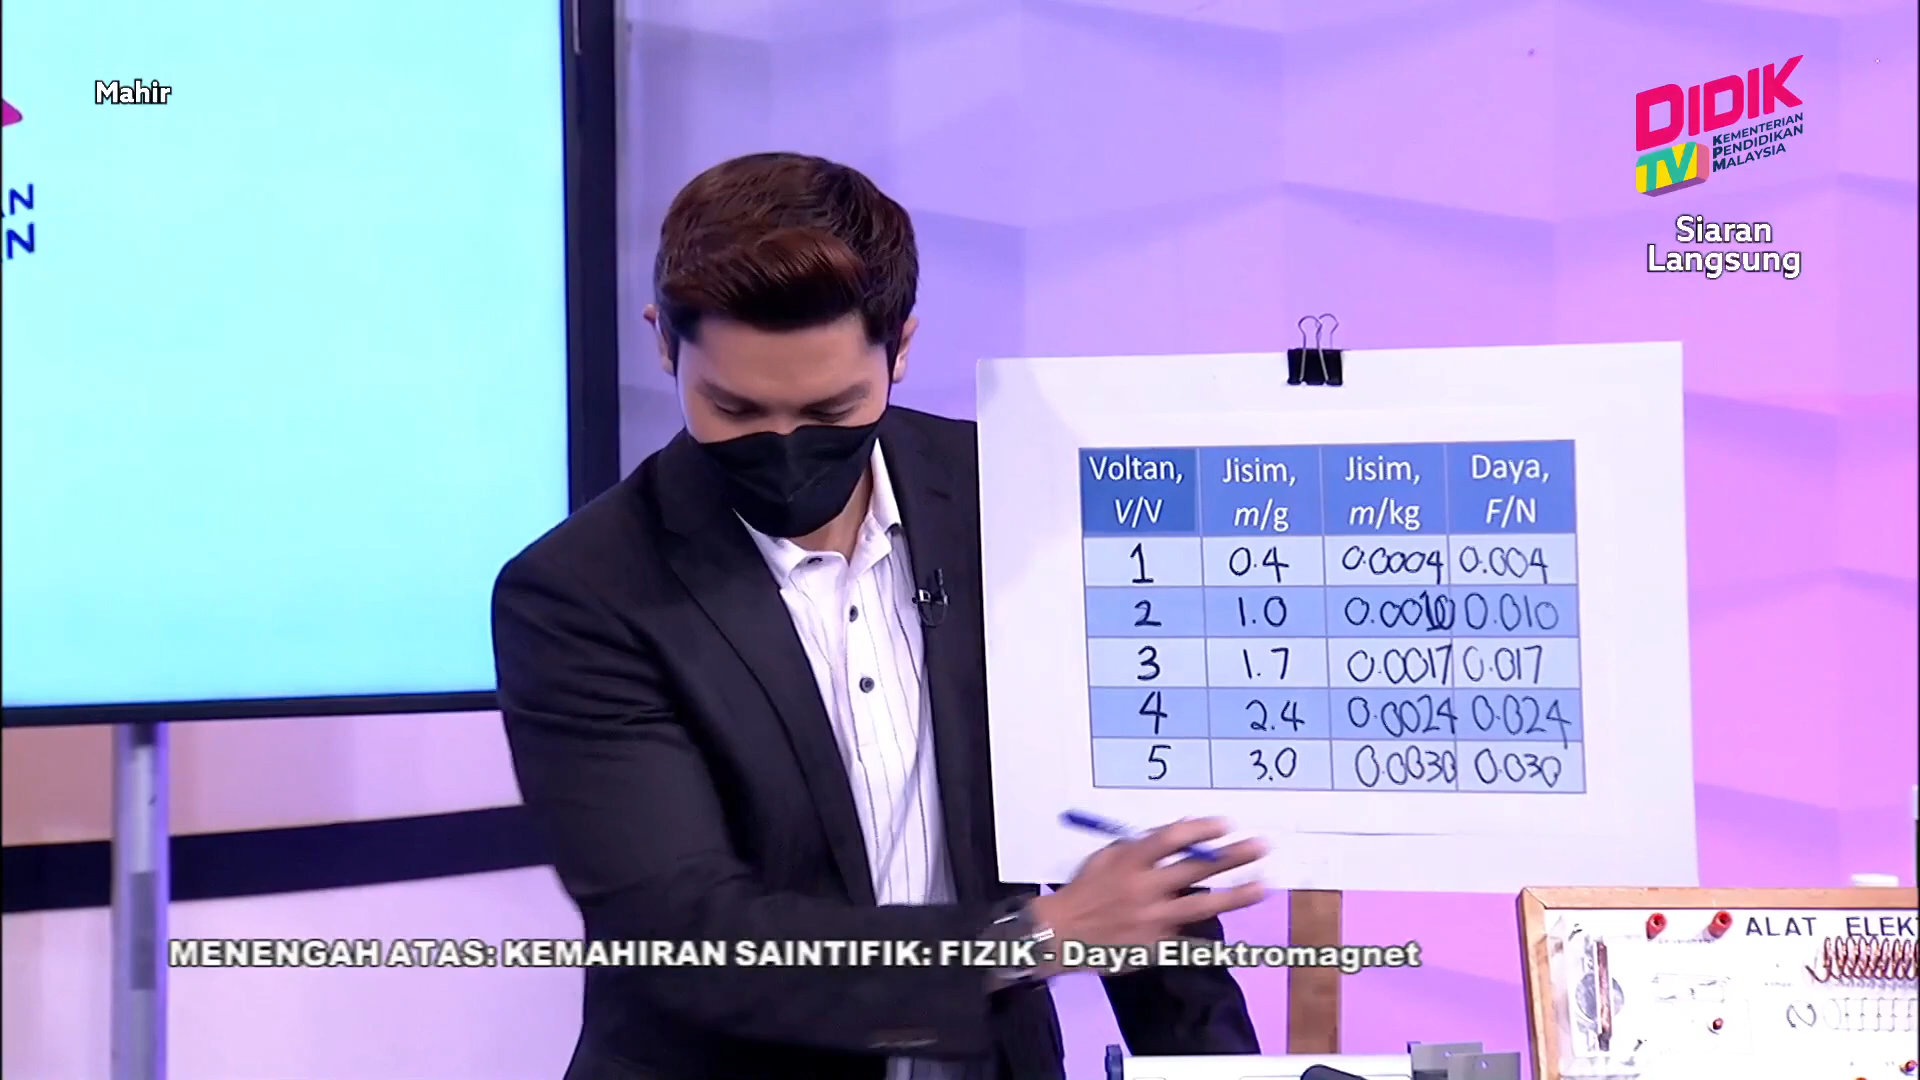 Mahir
DIDIK
TV
KEMENTERIAN
PENDIDIKAN
MALAYSIA
Siaran
Langsung
Voltan, Jisim, Jisim, Daya,
V/V m/g m/kg F/N
1 0.4 0.0004 0.004
2 1.0 0.0010 0.010
3 1.7 0.0017 0.017
4 2.4 0.0024 0.024
5 3.0 0.0030 0.030
ALAT ELEKT
MENENGAH ATAS: KEMAHIRAN SAINTIFIK: FIZIK - Daya Elektromagnet